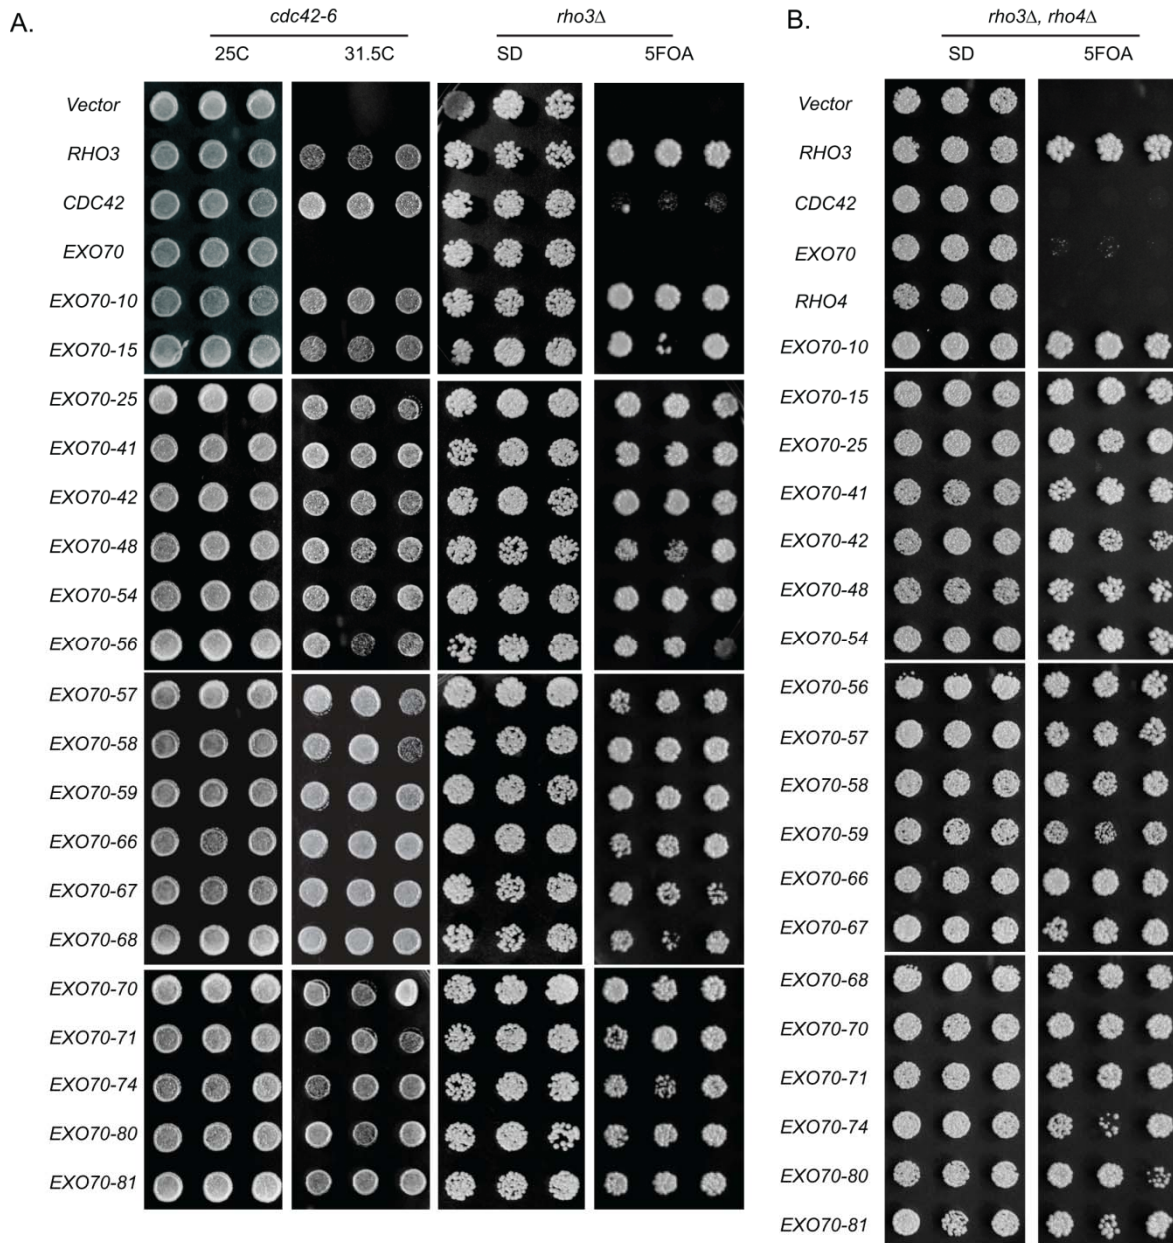 A.
cdc42-6
rho3Δ
25C
31.5C
SD
5FOA
Vector
RHO3
CDC42
EXO70
EXO70-10
EXO70-15
EXO70-25
EXO70-41
EXO70-42
EXO70-48
EXO70-54
EXO70-56
EXO70-57
EXO70-58
EXO70-59
EXO70-66
EXO70-67
EXO70-68
EXO70-70
EXO70-71
EXO70-74
EXO70-80
EXO70-81
B.
rho3Δ, rho4Δ
SD
5FOA
Vector
RHO3
CDC42
EXO70
RHO4
EXO70-10
EXO70-15
EXO70-25
EXO70-41
EXO70-42
EXO70-48
EXO70-54
EXO70-56
EXO70-57
EXO70-58
EXO70-59
EXO70-66
EXO70-67
EXO70-68
EXO70-70
EXO70-71
EXO70-74
EXO70-80
EXO70-81